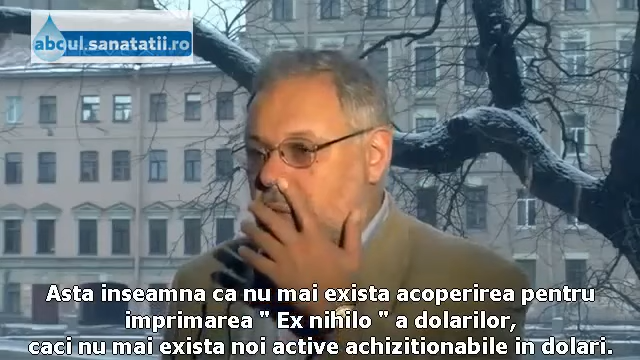 abcul.sanatatii.ro
Asta inseamna ca nu mai exista acoperirea pentru
imprimarea " Ex nihilo " a dolarilor,
caci nu mai exista noi active achizitionabile in dolari.